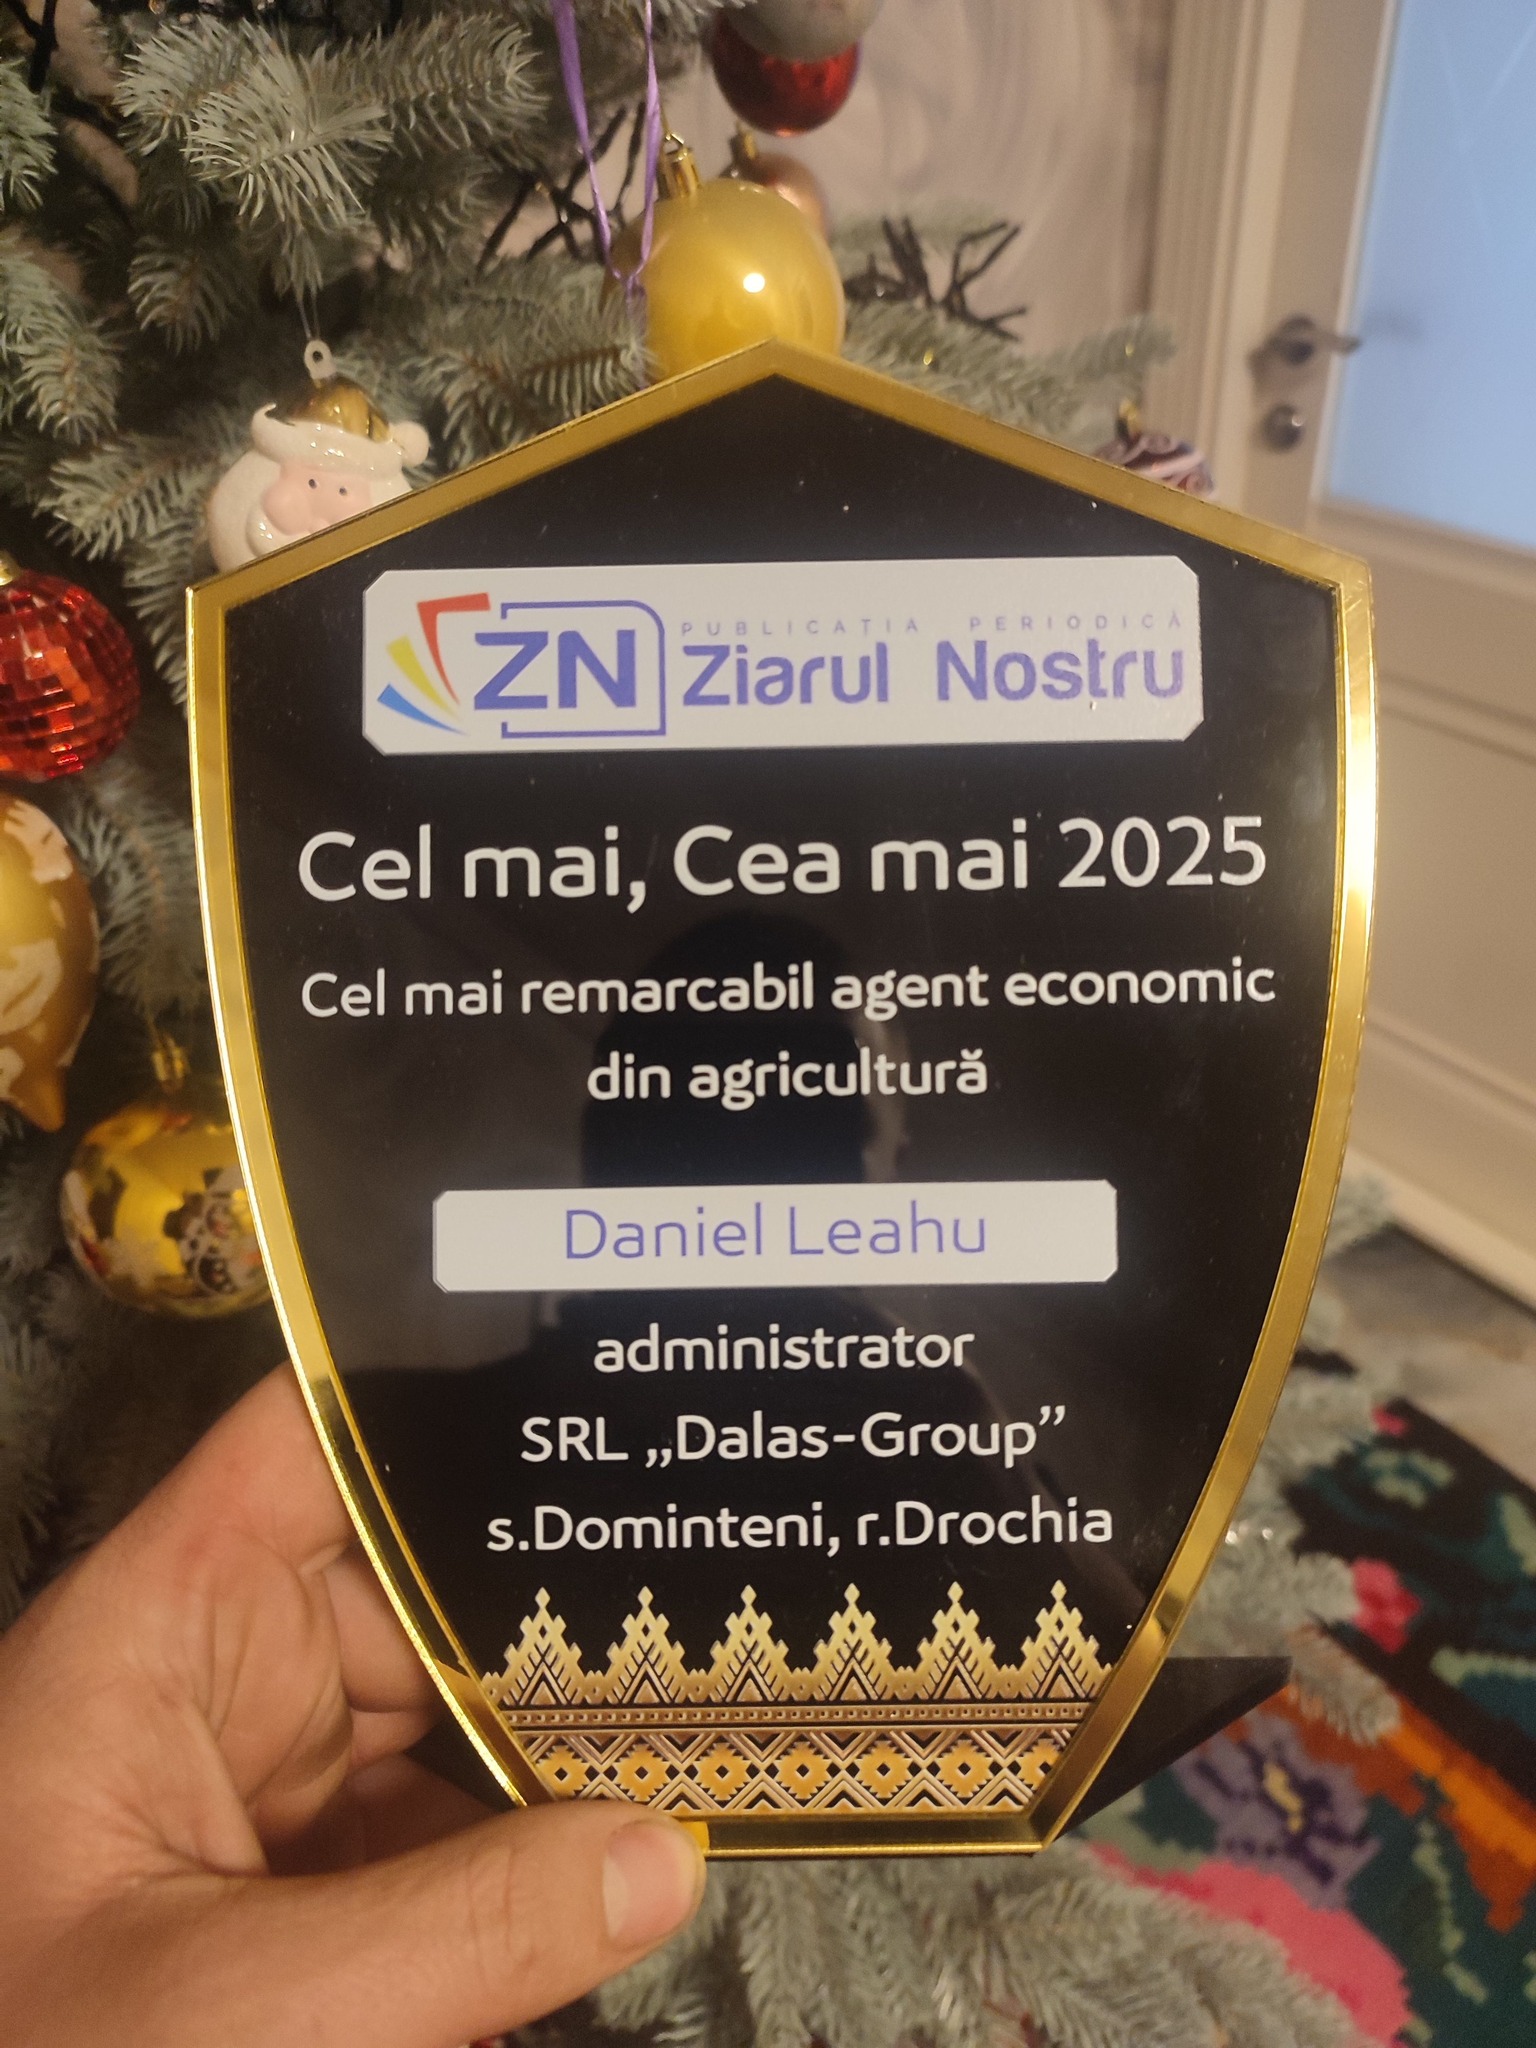 ZN
PUBLICAȚIA PERIODICĂ
Ziarul Nostru
Cel mai, Cea mai 2025
Cel mai remarcabil agent economic
din agricultură
Daniel Leahu
administrator
SRL „Dalas-Group”
s.Dominteni, r.Drochia